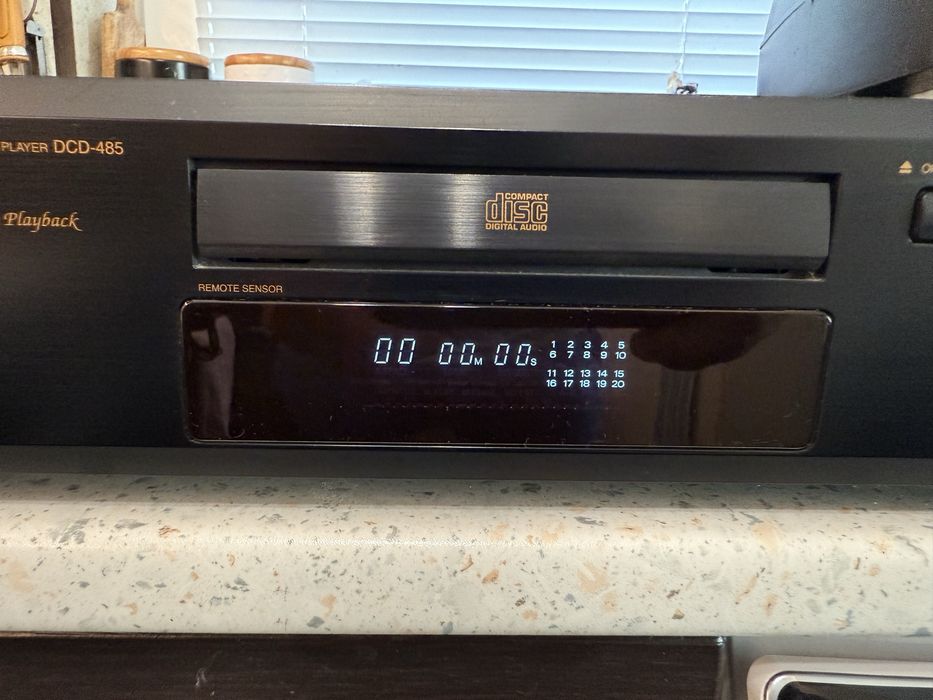 PLAYER DCD-485
Playback
COMPACT
disc
DIGITAL AUDIO
REMOTE SENSOR
00 00M 00S
1 2 3 4 5
6 7 8 9 10
11 12 13 14 15
16 17 18 19 20